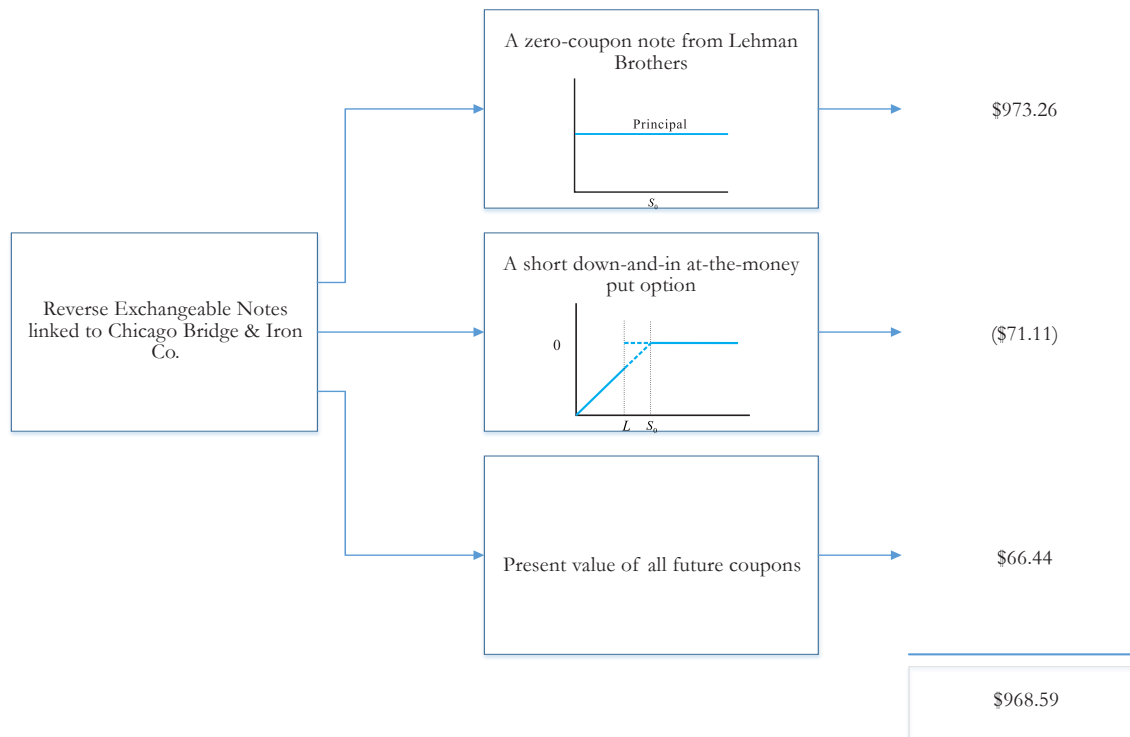 A zero-coupon note from Lehman
Brothers
Principal
S₀
$973.26
Reverse Exchangeable Notes
linked to Chicago Bridge & Iron
Co.
A short down-and-in at-the-money
put option
0
L S₀
($71.11)
Present value of all future coupons
$66.44
$968.59